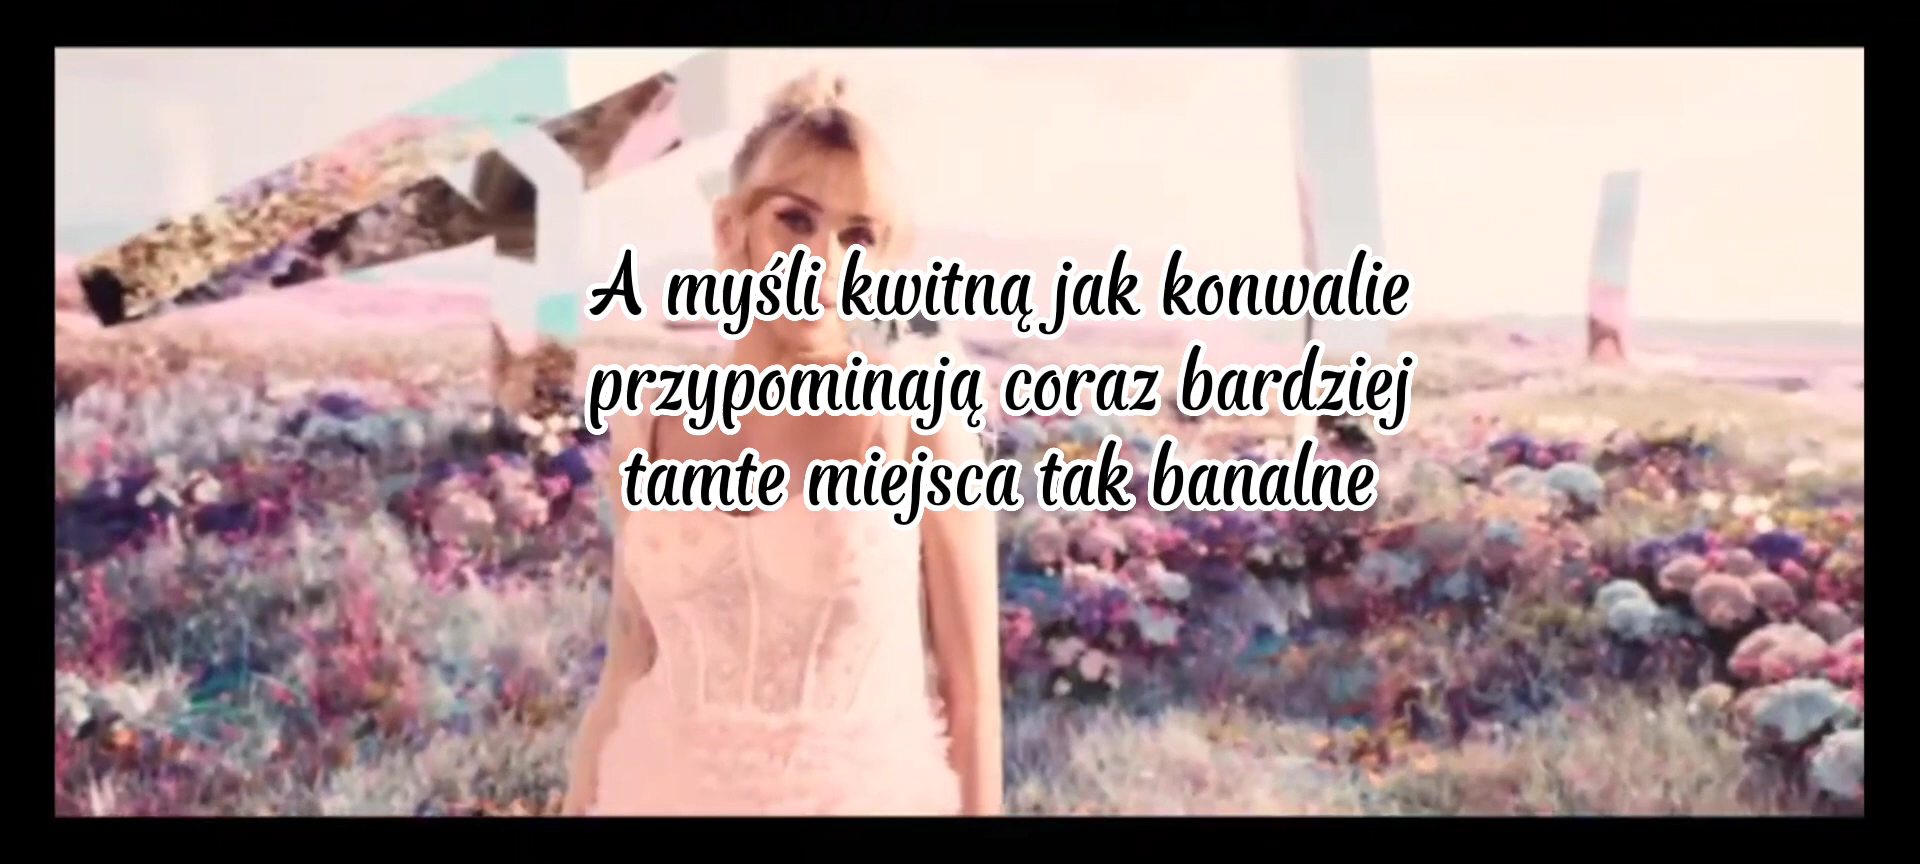 A myśli kwitną jak konwalie
przypominają coraz bardziej
tamte miejsca tak banalne